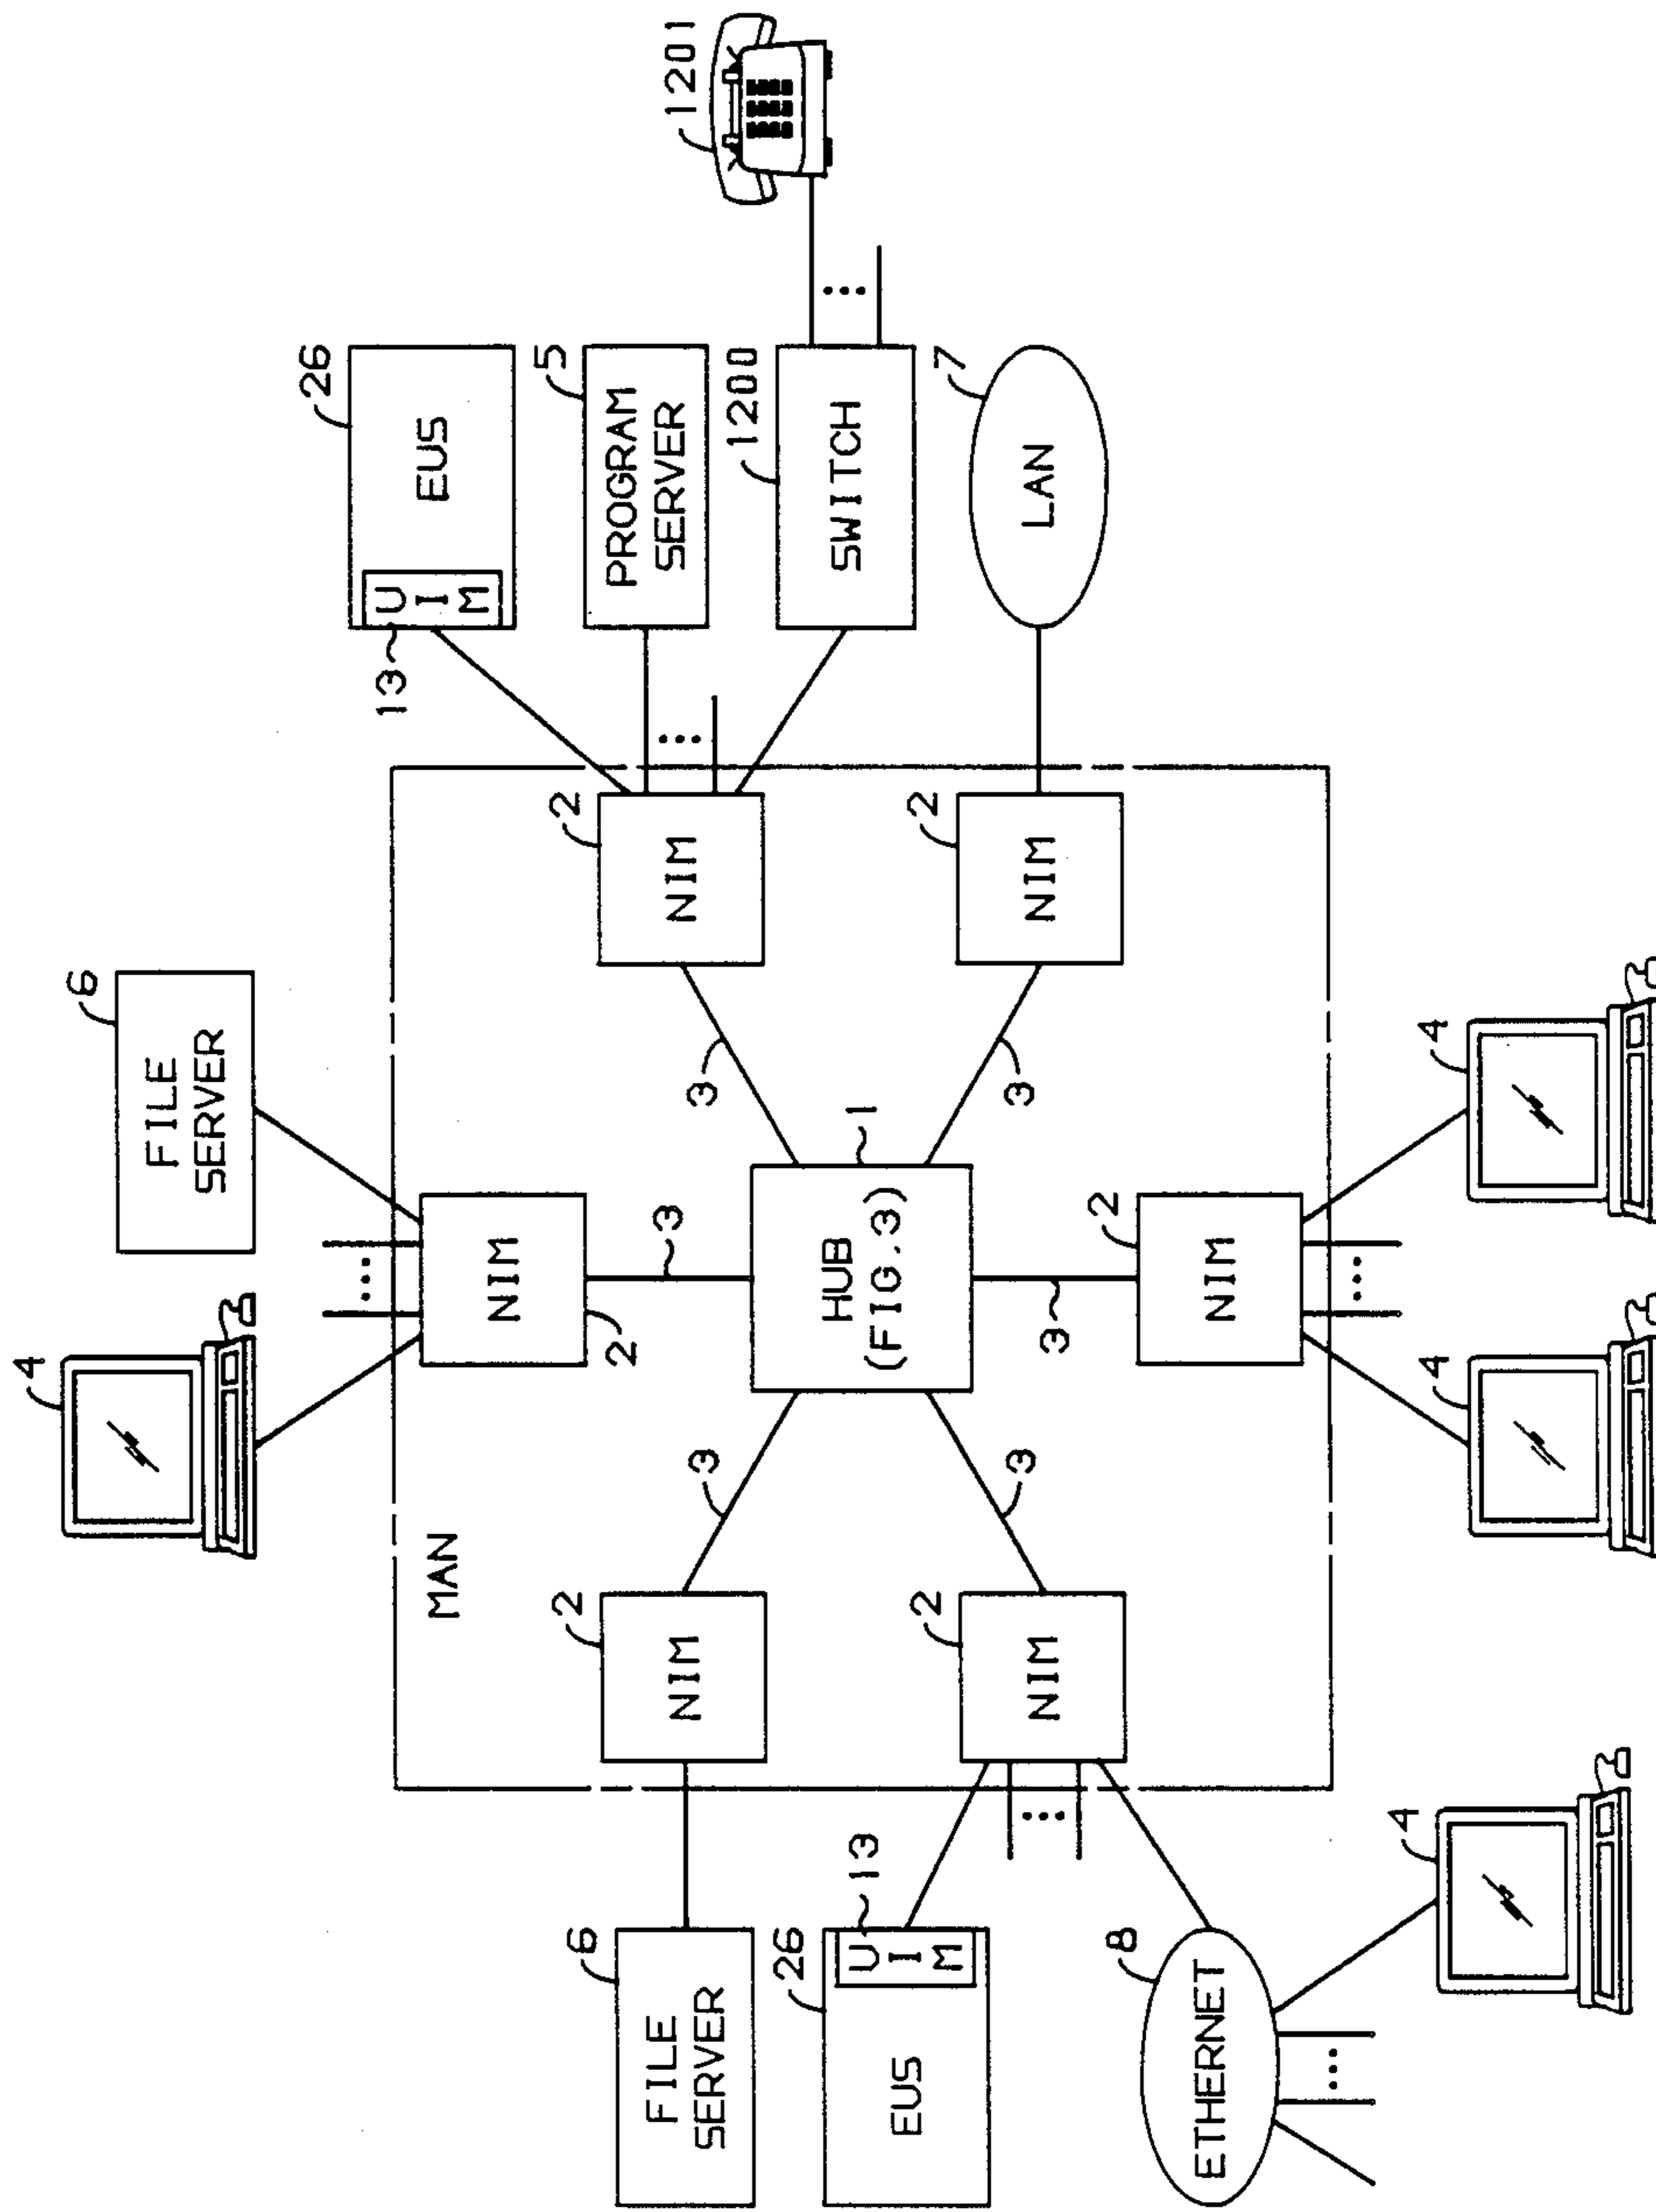 4
6
FILE
SERVER
MAN
NIM
2
26
EUS
UIM
13
6
FILE
SERVER
2
NIM
3
3
3
2
NIM
5
PROGRAM
SERVER
1200
SWITCH
1201
26
EUS
UIM
13
HUB
(FIG.3)
1
2
NIM
3
3
3
2
NIM
7
LAN
8
ETHERNET
2
NIM
4
4
4